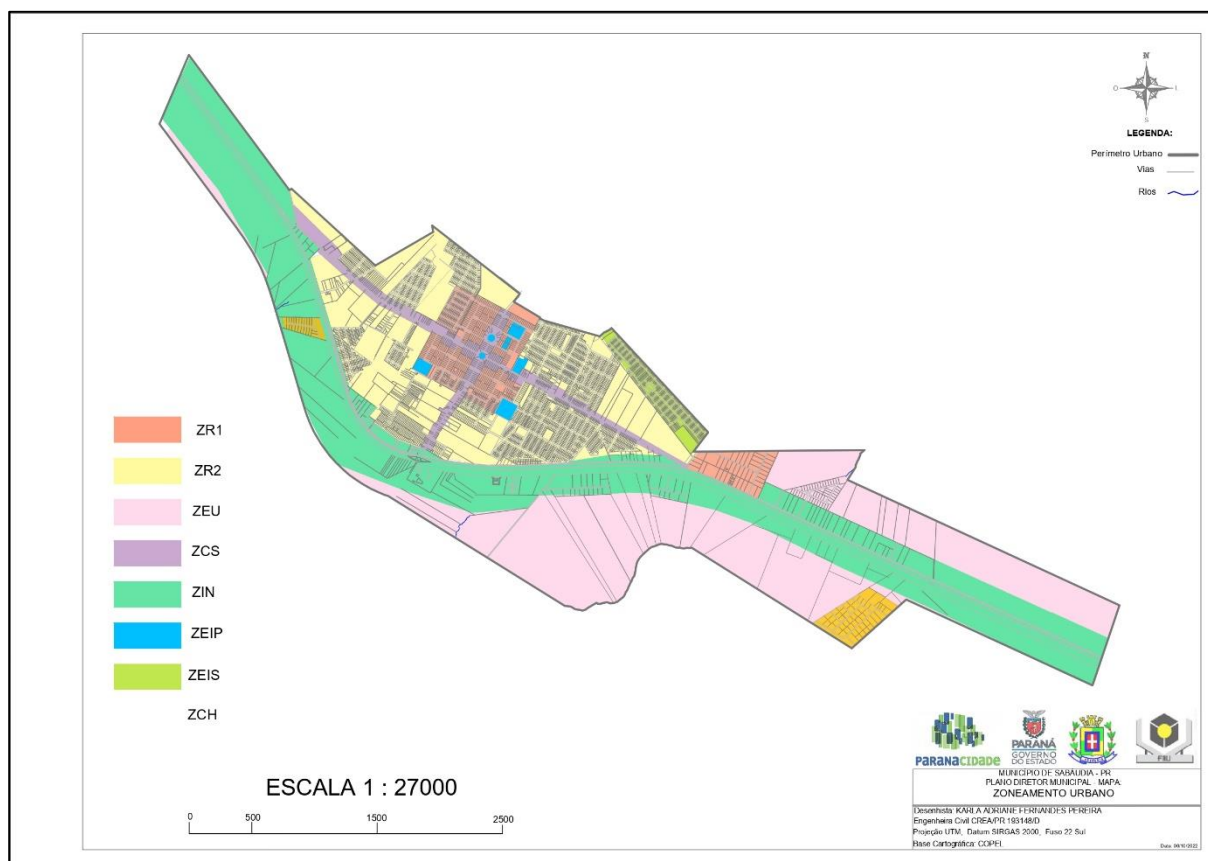 N
O
S
LEGENDA:
Perímetro Urbano
Vias
RIos
ZR1
ZR2
ZEU
ZCS
ZIN
ZEIP
ZEIS
ZCH
ESCALA 1 : 27000
0 500 1500 2500
PARANACIDADE
PARANÁ
GOVERNO
DO ESTADO
MUNICÍPIO DE SABÁUDIA - PR
PLANO DIRETOR MUNICIPAL - MAPA:
ZONEAMENTO URBANO
Desenhista: KARLA ADRIANE FERNANDES PEREIRA
Engenheira Civil CREA/PR 193148/D
Projeção UTM, Datum SIRGAS 2000, Fuso 22 Sul
Base Cartográfica: COPEL